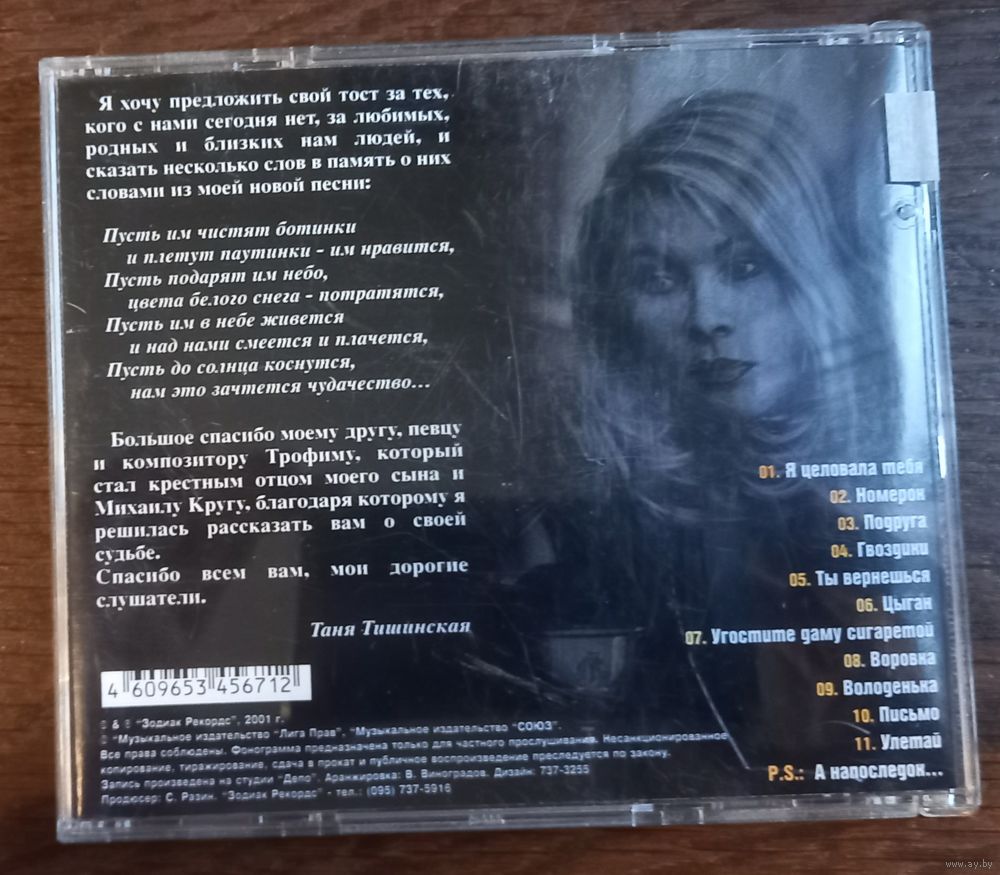 Я хочу предложить свой тост за тех,
кого с нами сегодня нет, за любимых,
родных и близких нам людей, и
сказать несколько слов в память о них
словами из моей новой песни:
Пусть им чистят ботинки
и плетут паутинки - им нравится,
Пусть подарят им небо,
цвета белого снега - потратятся,
Пусть им в небе живется
и над нами смеется и плачется,
Пусть до солнца коснутся,
нам это зачтется чудачество...
Большое спасибо моему другу, певцу
и композитору Трофиму, который
стал крестным отцом моего сына и
Михаилу Кругу, благодаря которому я
решилась рассказать вам о своей
судьбе.
Спасибо всем вам, мои дорогие
слушатели.
Таня Тишинская
01. Я целовала тебя
02. Номерок
03. Подруга
04. Гвоздики
05. Ты вернешься
06. Цыган
07. Угостите даму сигаретой
08. Воровка
09. Володенька
10. Письмо
11. Улетай
P.S.: А напоследок...
4 609653 456712
℗ & © "Зодиак Рекордс", 2001 г.
© "Музыкальное издательство "Лига Прав", "Музыкальное издательство "СОЮЗ".
Все права соблюдены. Фонограмма предназначена только для частного прослушивания. Несанкционированное
копирование, тиражирование, сдача в прокат и публичное воспроизведение преследуется по закону.
Запись произведена на студии "Депо". Аранжировка: В. Виноградов. Дизайн: 737-3255
Продюсер: С. Разин. "Зодиак Рекордс" - тел.: (095) 737-5916
www.ay.by